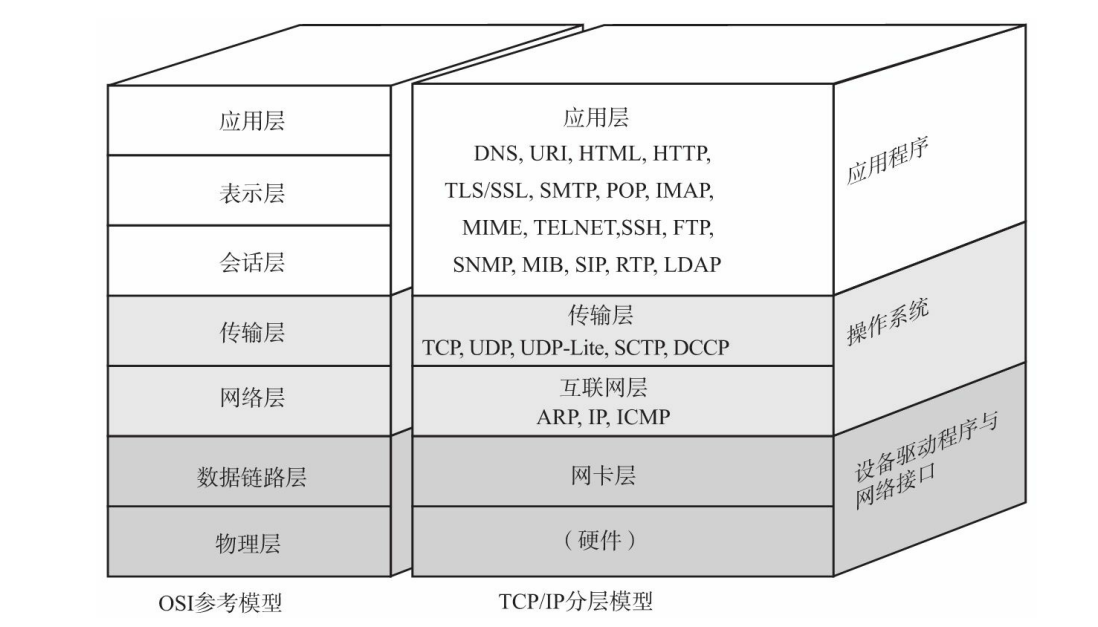 应用层
表示层
会话层
传输层
网络层
数据链路层
物理层
OSI参考模型
应用层
DNS, URI, HTML, HTTP,
TLS/SSL, SMTP, POP, IMAP,
MIME, TELNET,SSH, FTP,
SNMP, MIB, SIP, RTP, LDAP
传输层
TCP, UDP, UDP-Lite, SCTP, DCCP
互联网层
ARP, IP, ICMP
网卡层
（硬件）
TCP/IP分层模型
应用程序
操作系统
设备驱动程序与
网络接口